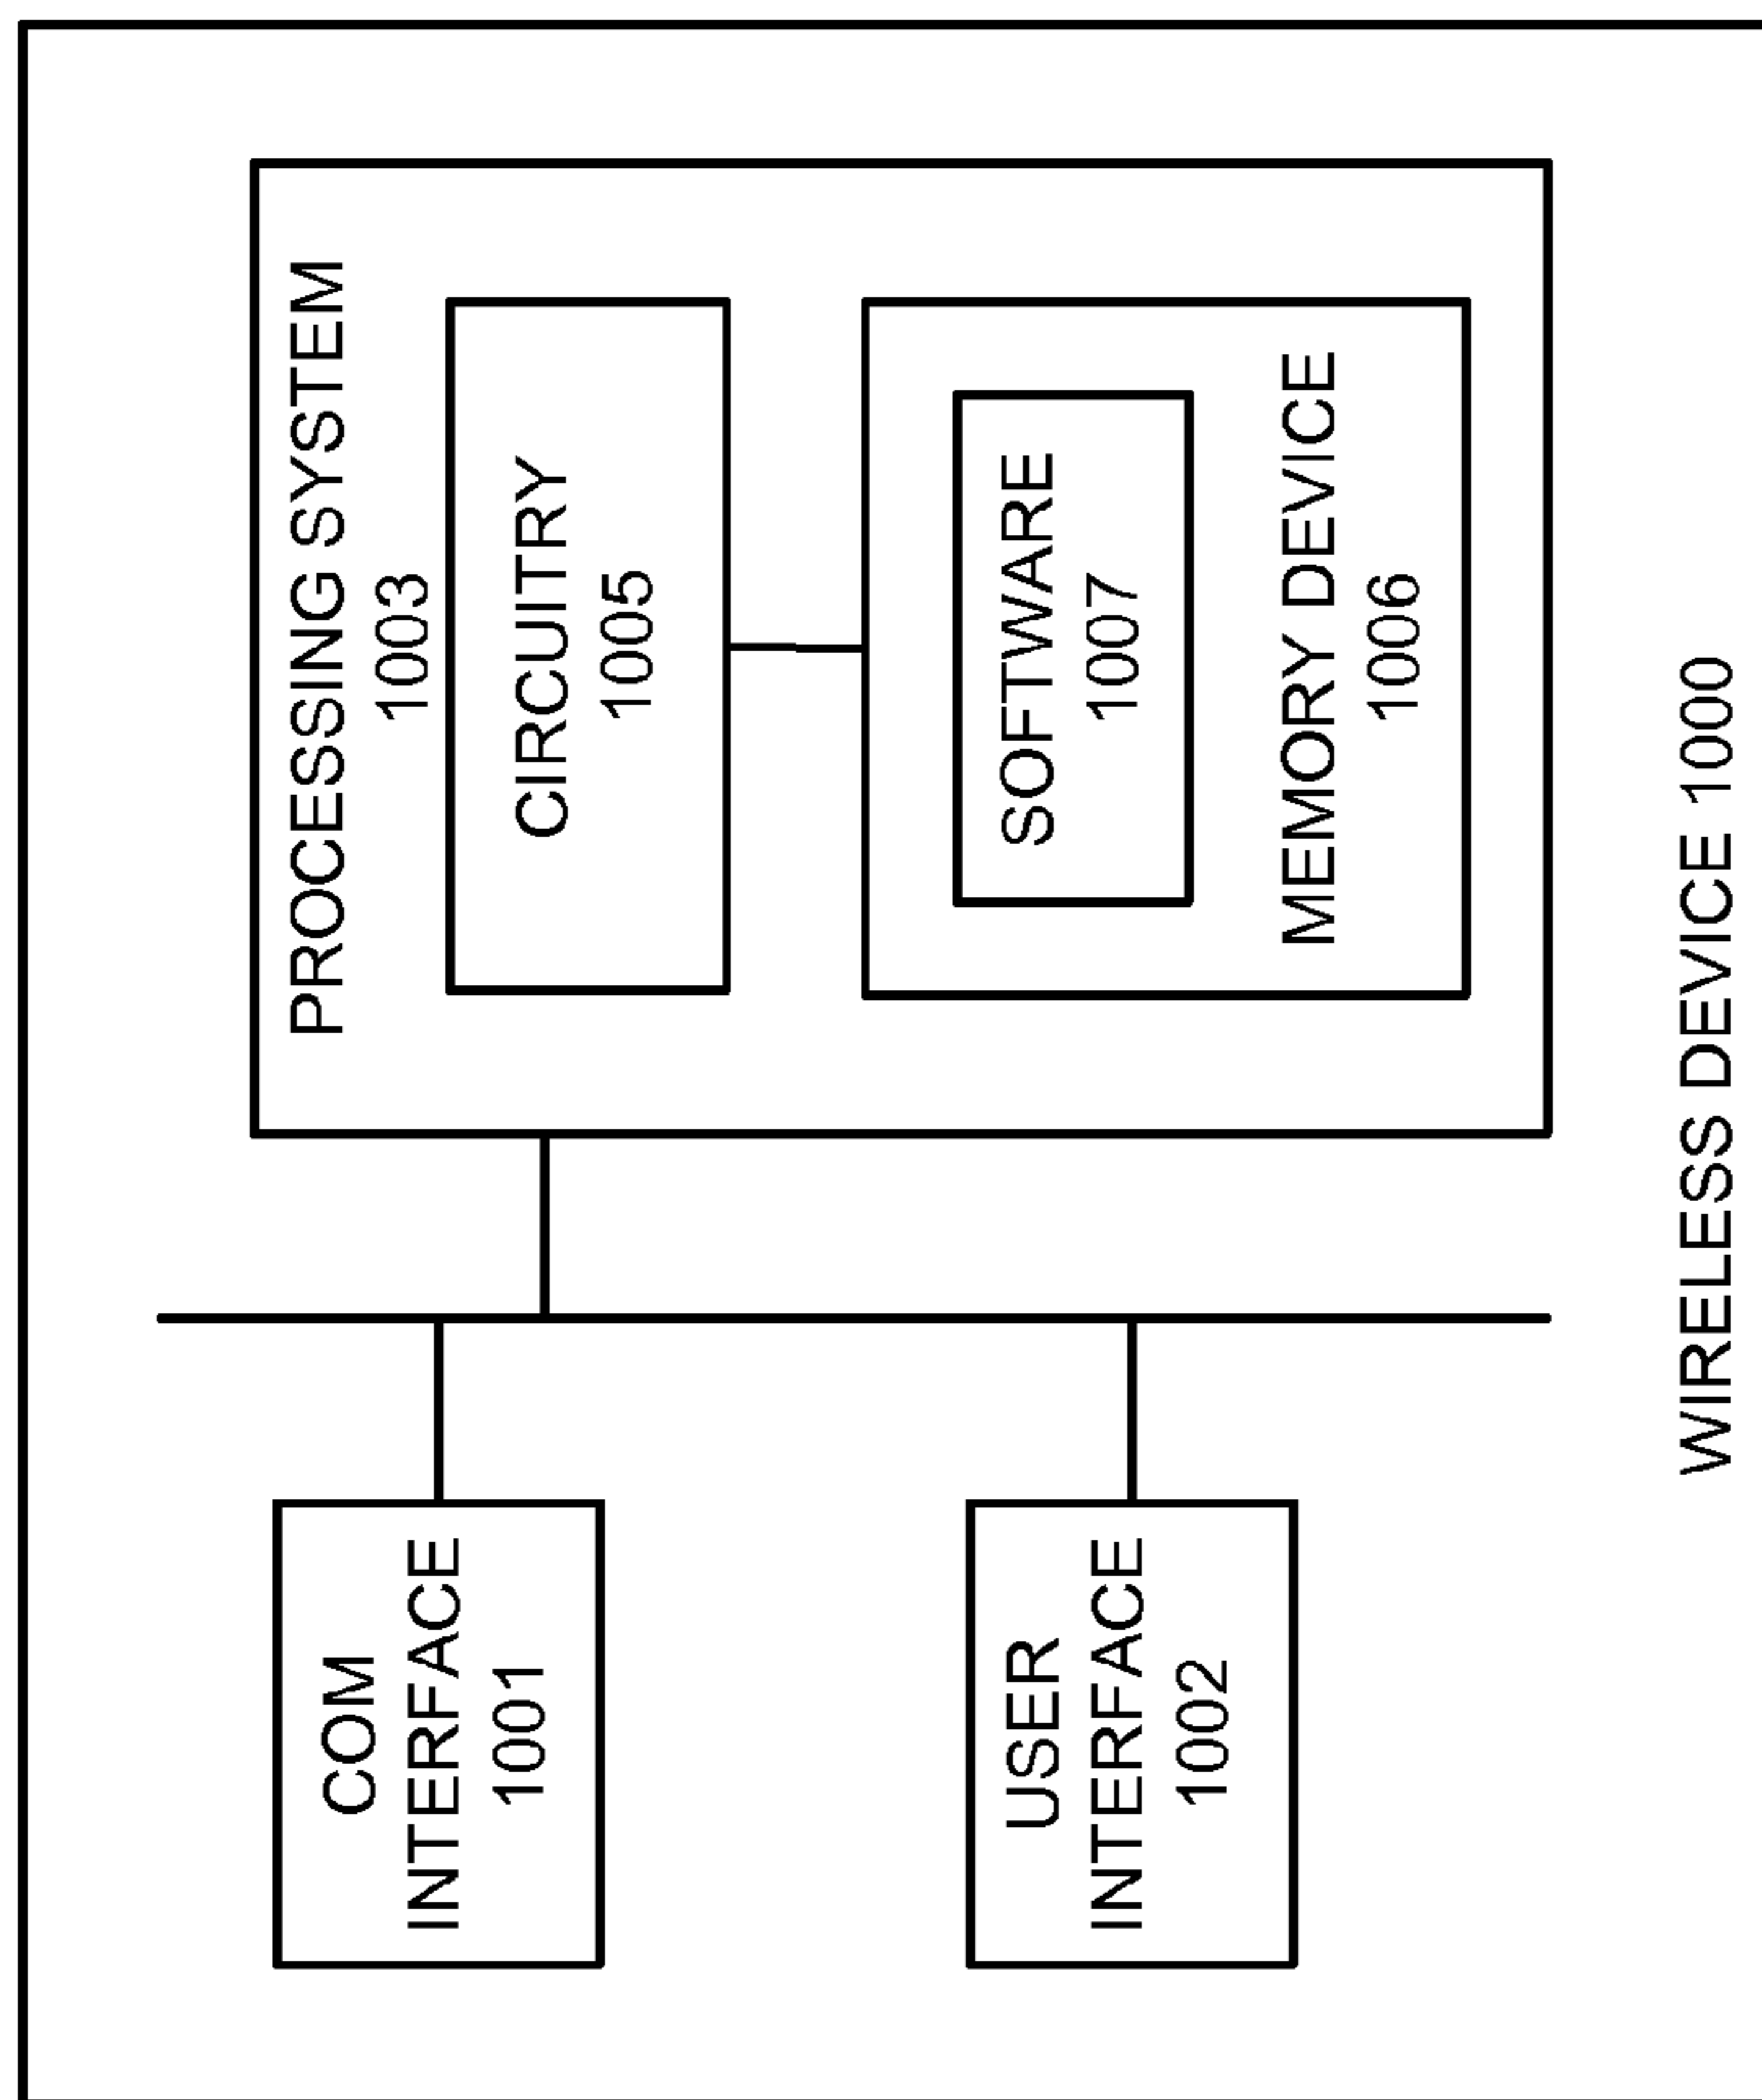 PROCESSING SYSTEM
1003
CIRCUITRY
1005
SOFTWARE
1007
MEMORY DEVICE
1006
COM
INTERFACE
1001
USER
INTERFACE
1002
WIRELESS DEVICE 1000